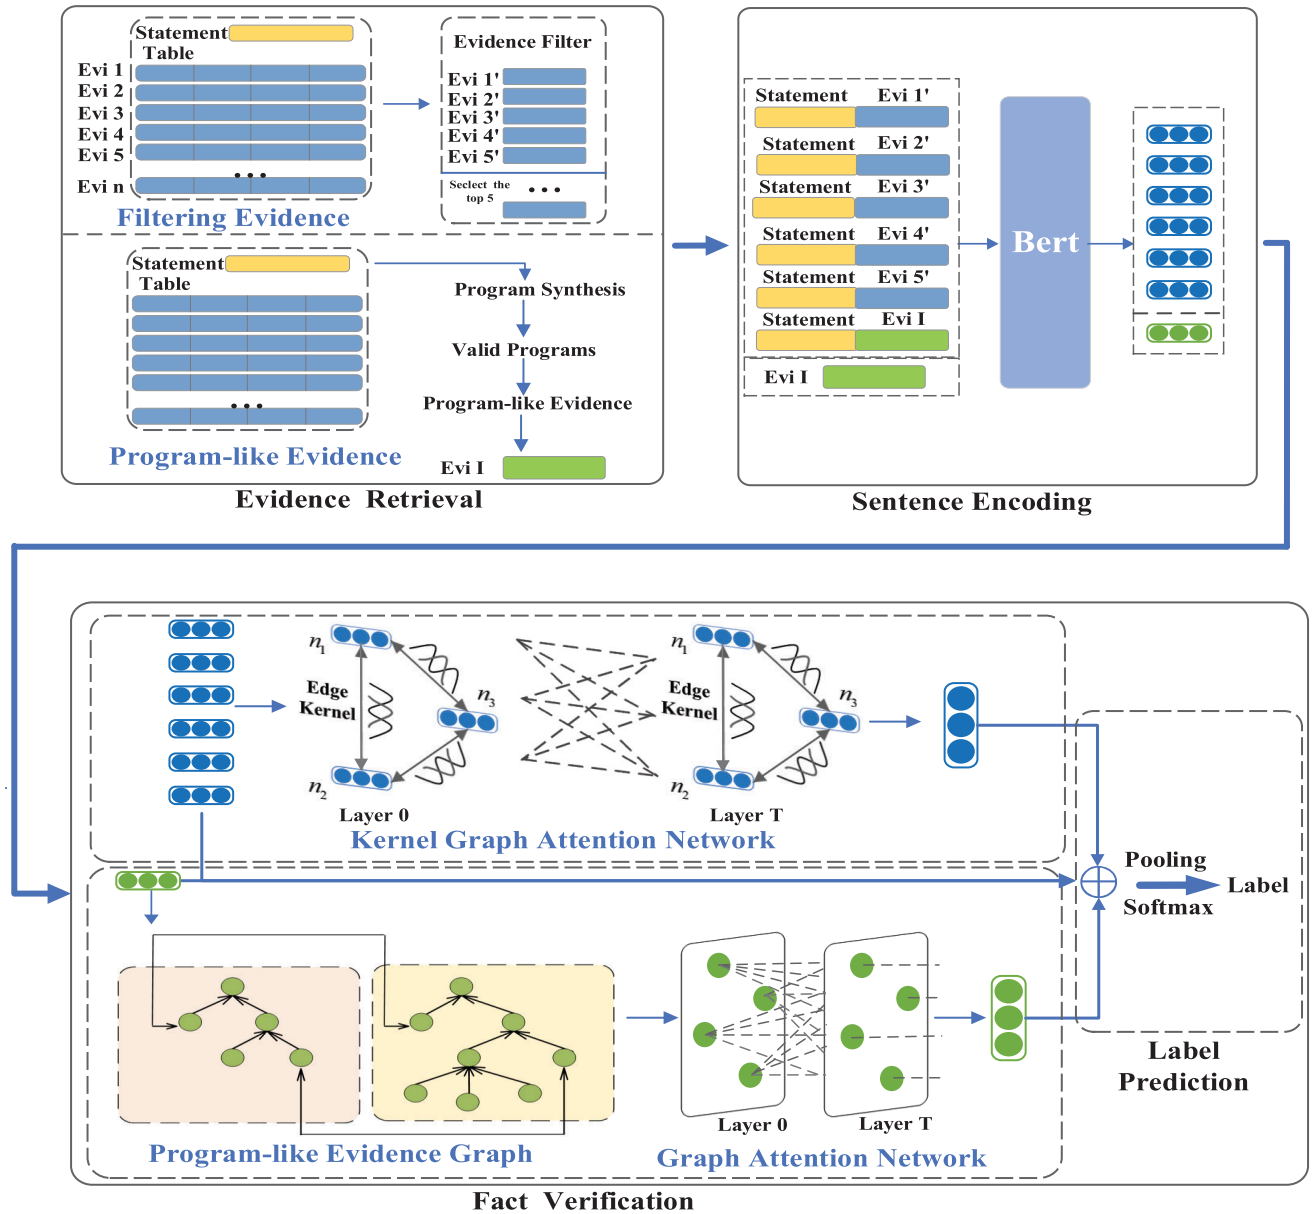 Statement
Table
Evi 1
Evi 2
Evi 3
Evi 4
Evi 5
• • •
Evi n
Filtering Evidence
Evidence Filter
Evi 1'
Evi 2'
Evi 3'
Evi 4'
Evi 5'
Seclect the
top 5
• • •
Statement
Table
• • •
Program-like Evidence
Program Synthesis
Valid Programs
Program-like Evidence
Evi I
Evidence Retrieval
Statement Evi 1'
Statement Evi 2'
Statement Evi 3'
Statement Evi 4'
Statement Evi 5'
Statement Evi I
Evi I
Bert
Sentence Encoding
n1
Edge
Kernel
n3
n2
Layer 0
n1
Edge
Kernel
n3
n2
Layer T
Kernel Graph Attention Network
Pooling
Softmax
Label
Label
Prediction
Program-like Evidence Graph
Layer 0
Layer T
Graph Attention Network
Fact Verification